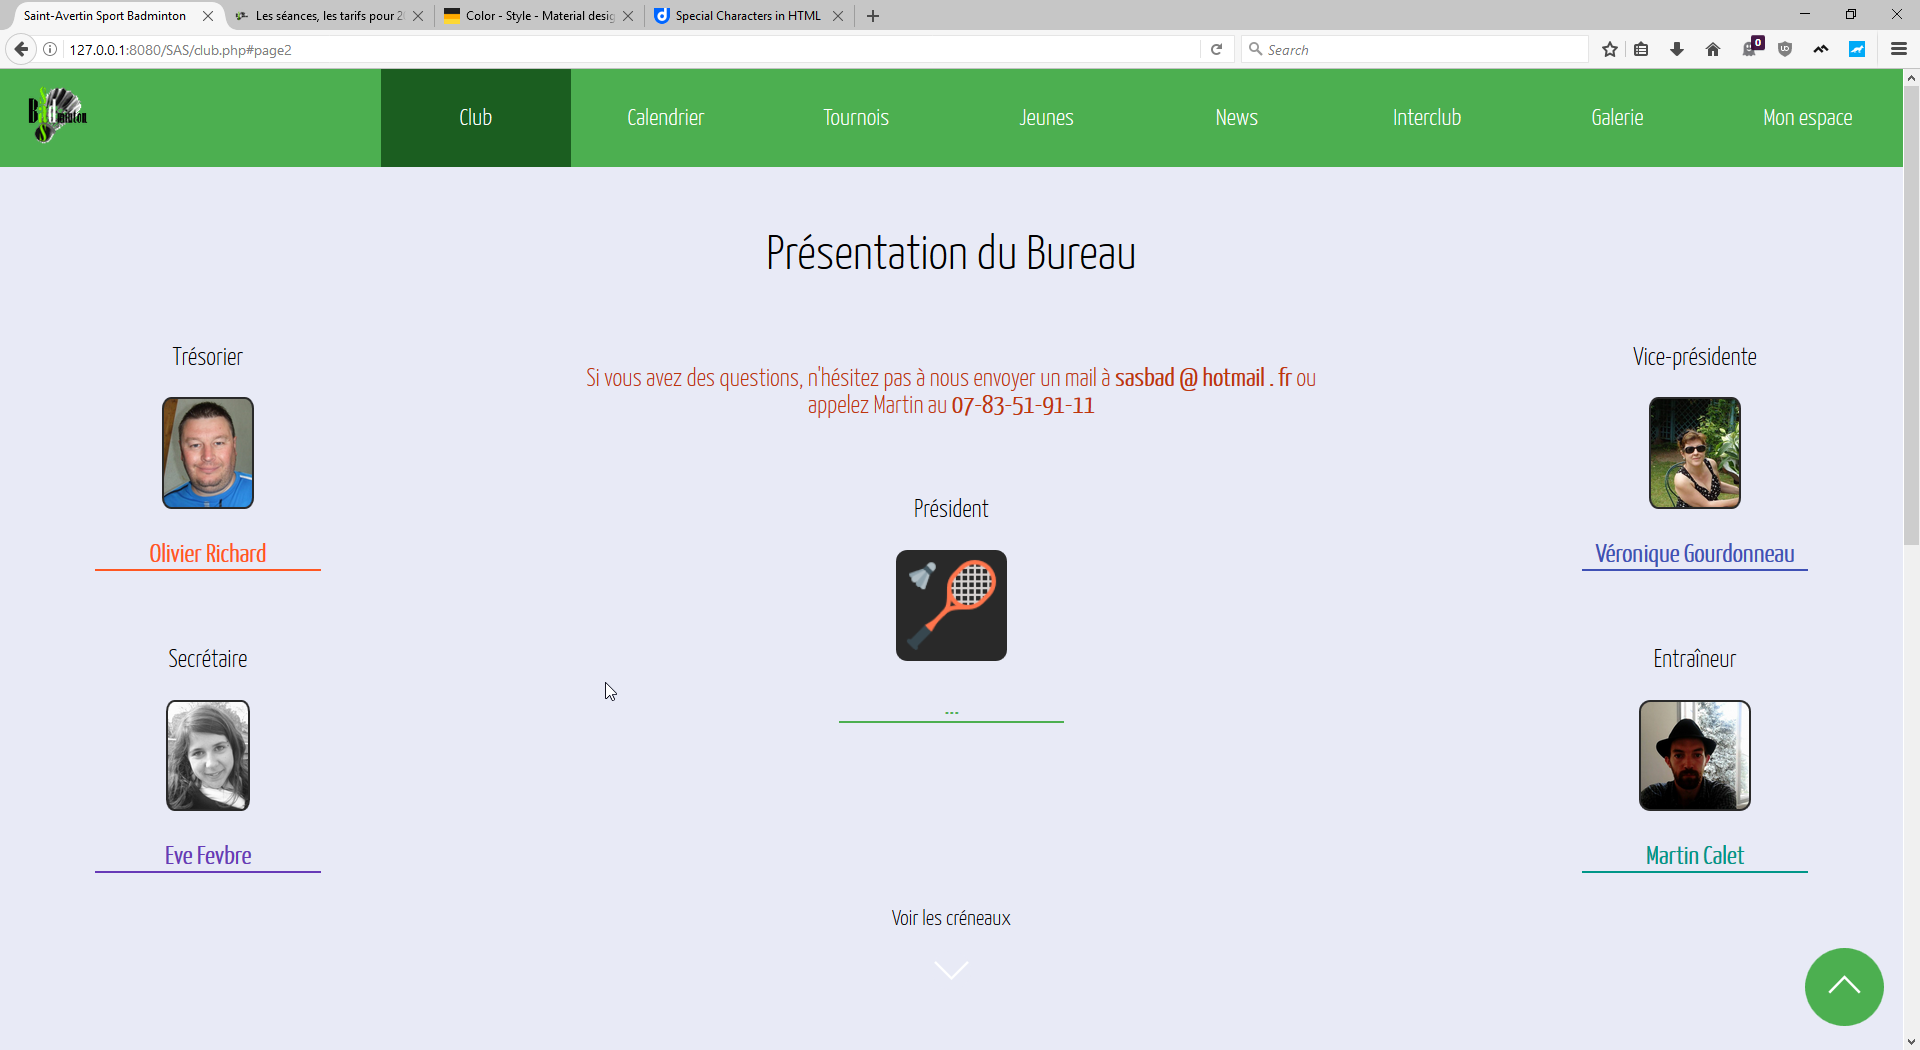 Saint-Avertin Sport Badminton
Les séances, les tarifs pour 2
Color - Style - Material desig
Special Characters in HTML
127.0.0.1:8080/SAS/club.php#page2
Search
0
Badminton
Club
Calendrier
Tournois
Jeunes
News
Interclub
Galerie
Mon espace
Présentation du Bureau
Si vous avez des questions, n'hésitez pas à nous envoyer un mail à sasbad @ hotmail . fr ou
appelez Martin au 07-83-51-91-11
Trésorier
Olivier Richard
Vice-présidente
Véronique Gourdonneau
Président
---
Secrétaire
Eve Fevbre
Entraîneur
Martin Calet
Voir les créneaux